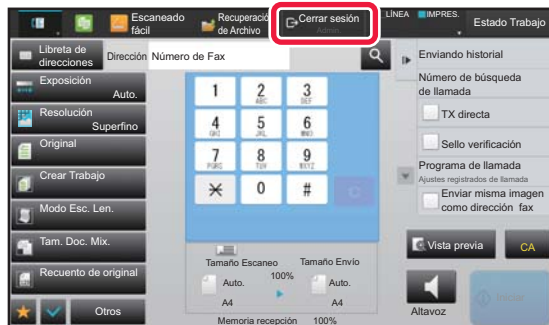 Escaneado
fácil
Recuperación
de Archivo
Cerrar sesión
Admin.
LÍNEA
IMPRES.
Estado Trabajo
Libreta de
direcciones
Dirección
Número de Fax
Enviando historial
Exposición
Auto.
Número de búsqueda
de llamada
Resolución
Superfino
TX directa
Original
Sello verificación
Crear Trabajo
Programa de llamada
Ajustes registrados de llamada
Modo Esc. Len.
Enviar misma imagen
como dirección fax
Tam. Doc. Mix.
Recuento de original
Otros
1
2
ABC
3
DEF
4
GHI
5
JKL
6
MNO
7
PQRS
8
TUV
9
WXYZ
0
#
C
Tamaño Escaneo
Tamaño Envío
Auto.
100%
Auto.
A4
A4
Memoria recepción 100%
Vista previa
CA
Altavoz
Iniciar